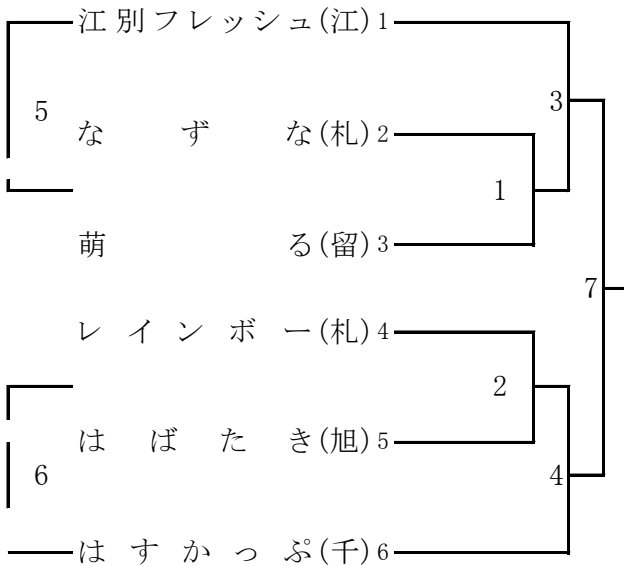 江別フレッシュ(江) 1
3
5
なずな(札) 2
1
萌る(留) 3
7
レインボー(札) 4
2
はばたき(旭) 5
6
4
はすかっぷ(千) 6